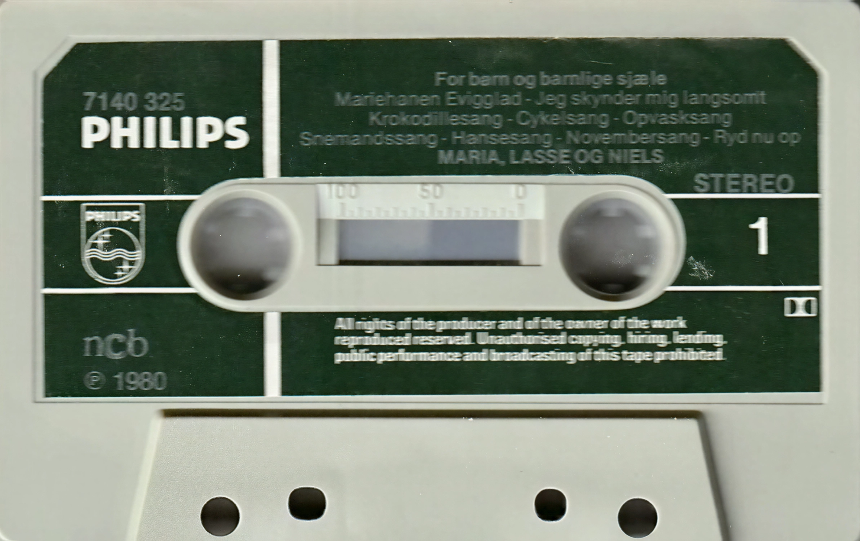 7140 325
PHILIPS
For barn og barnlige sjæle
Mariehanen Evigglad - Jeg skynder mig langsomt
Krokodillesang - Cykelsang - Opvasksang
Snemandssang - Hansesang - Novembersang - Ryd nu op
MARIA, LASSE OG NIELS
STEREO
100 50 0
PHILIPS
1
All rights of the producer and of the owner of the work
reproduced reserved. Unauthorised copying, hiring, lending,
public performance and broadcasting of this tape prohibited.
ncb
℗ 1980